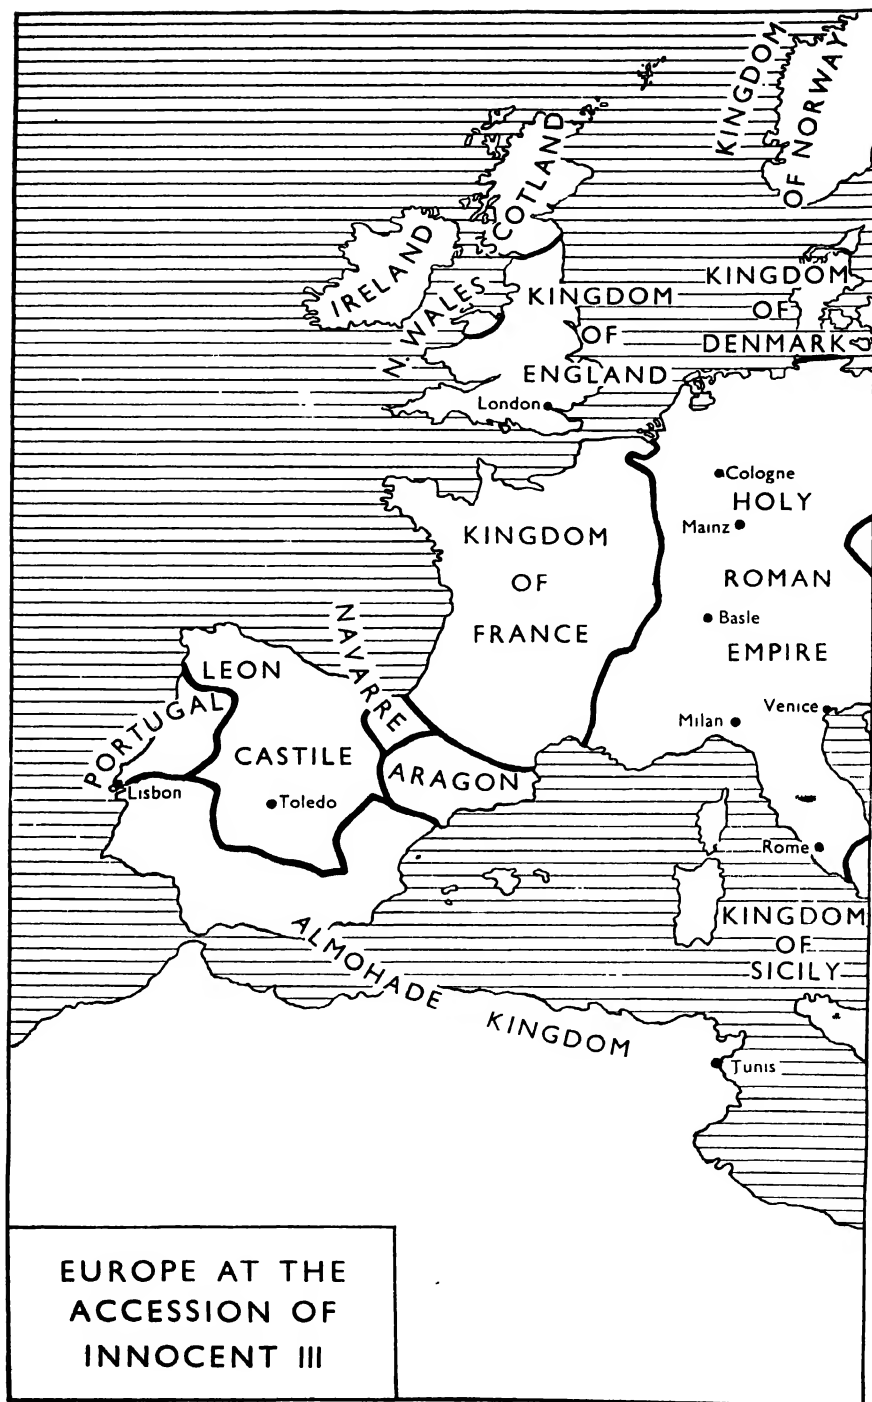 KINGDOM
OF NORWAY
SCOTLAND
IRELAND
N. WALES
KINGDOM
OF
ENGLAND
London
KINGDOM
OF
DENMARK
Cologne
HOLY
Mainz
ROMAN
Basle
EMPIRE
Milan
Venice
KINGDOM
OF
FRANCE
NAVARRE
LEON
PORTUGAL
CASTILE
ARAGON
Lisbon
Toledo
Rome
KINGDOM
OF
SICILY
ALMOHADE KINGDOM
Tunis
EUROPE AT THE
ACCESSION OF
INNOCENT III